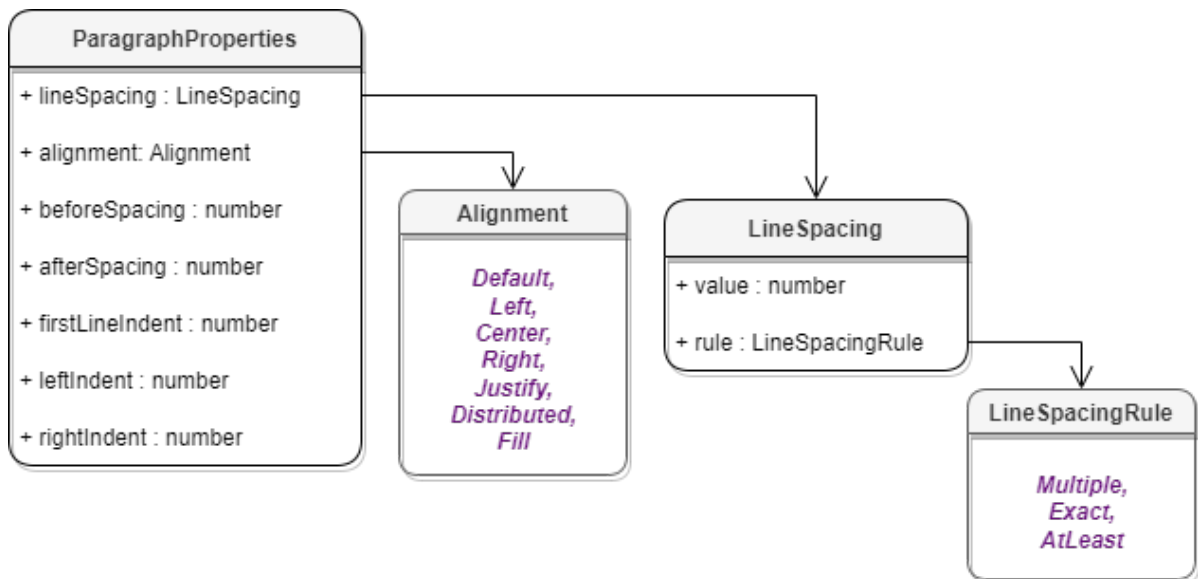 ParagraphProperties
+ lineSpacing : LineSpacing
+ alignment: Alignment
+ beforeSpacing : number
+ afterSpacing : number
+ firstLineIndent : number
+ leftIndent : number
+ rightIndent : number
Alignment
Default,
Left,
Center,
Right,
Justify,
Distributed,
Fill
LineSpacing
+ value : number
+ rule : LineSpacingRule
LineSpacingRule
Multiple,
Exact,
AtLeast